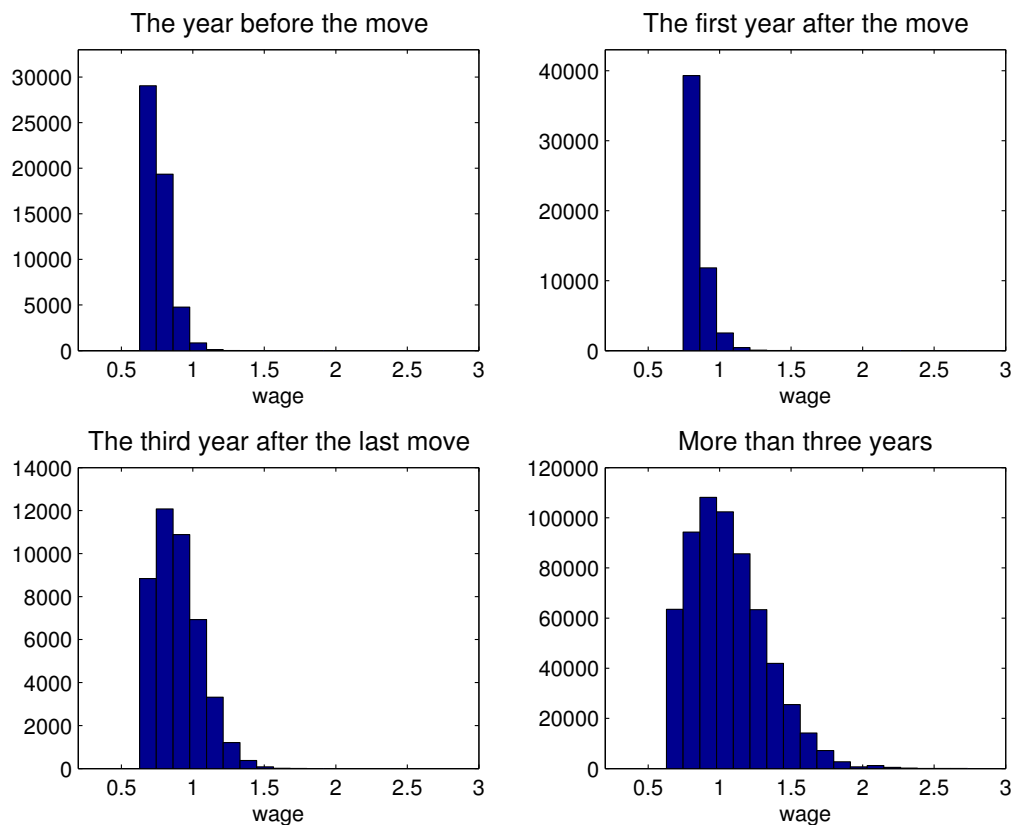 The year before the move
30000
25000
20000
15000
10000
5000
0
0.5 1 1.5 2 2.5 3
wage
The first year after the move
40000
30000
20000
10000
0
0.5 1 1.5 2 2.5 3
wage
The third year after the last move
14000
12000
10000
8000
6000
4000
2000
0
0.5 1 1.5 2 2.5 3
wage
More than three years
120000
100000
80000
60000
40000
20000
0
0.5 1 1.5 2 2.5 3
wage